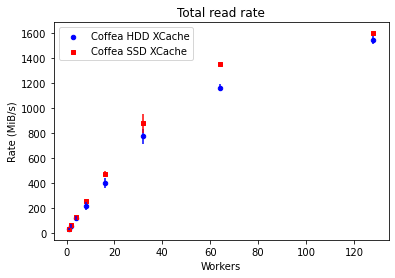 Total read rate
Coffea HDD XCache
Coffea SSD XCache
Rate (MiB/s)
1600
1400
1200
1000
800
600
400
200
0
0 20 40 60 80 100 120
Workers